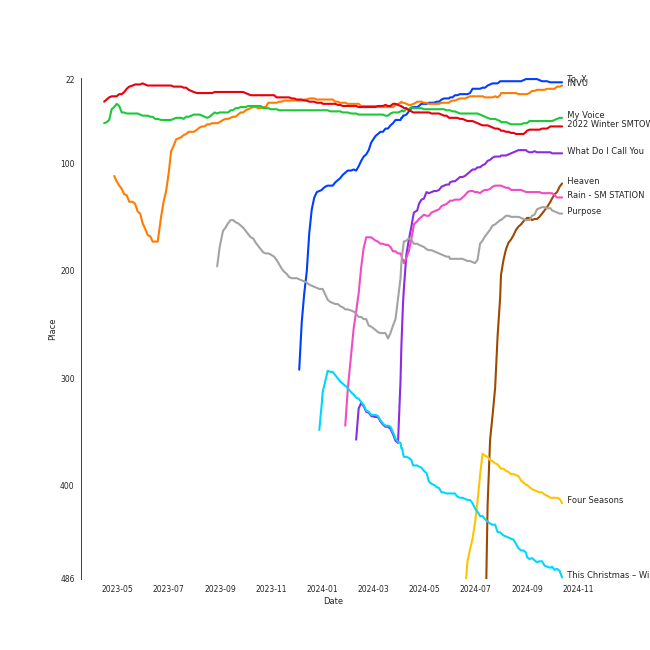 22
100
200
300
400
486
Place
2023-05
2023-07
2023-09
2023-11
2024-01
2024-03
2024-05
2024-07
2024-09
2024-11
Date
To. X
INVU
My Voice
2022 Winter SMTOW
What Do I Call You
Heaven
Rain - SM STATION
Purpose
Four Seasons
This Christmas – Wi